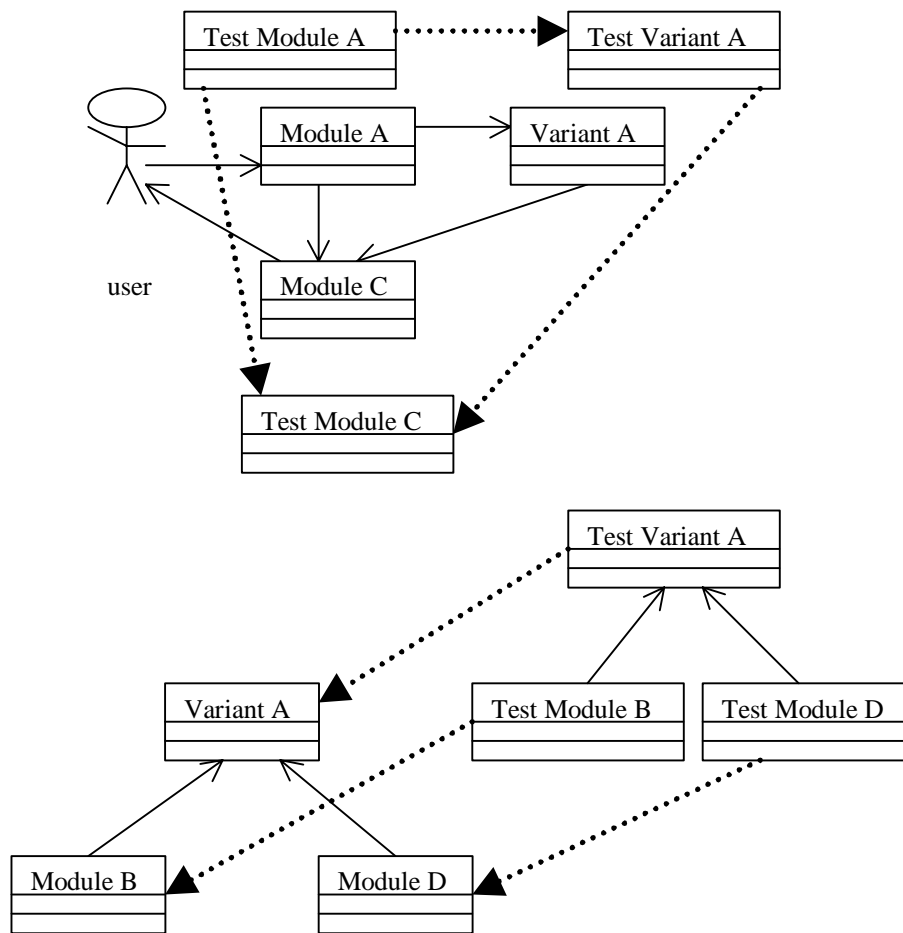 Test Module A
Test Variant A
Module A
Variant A
user
Module C
Test Module C
Test Variant A
Variant A
Test Module B
Test Module D
Module B
Module D